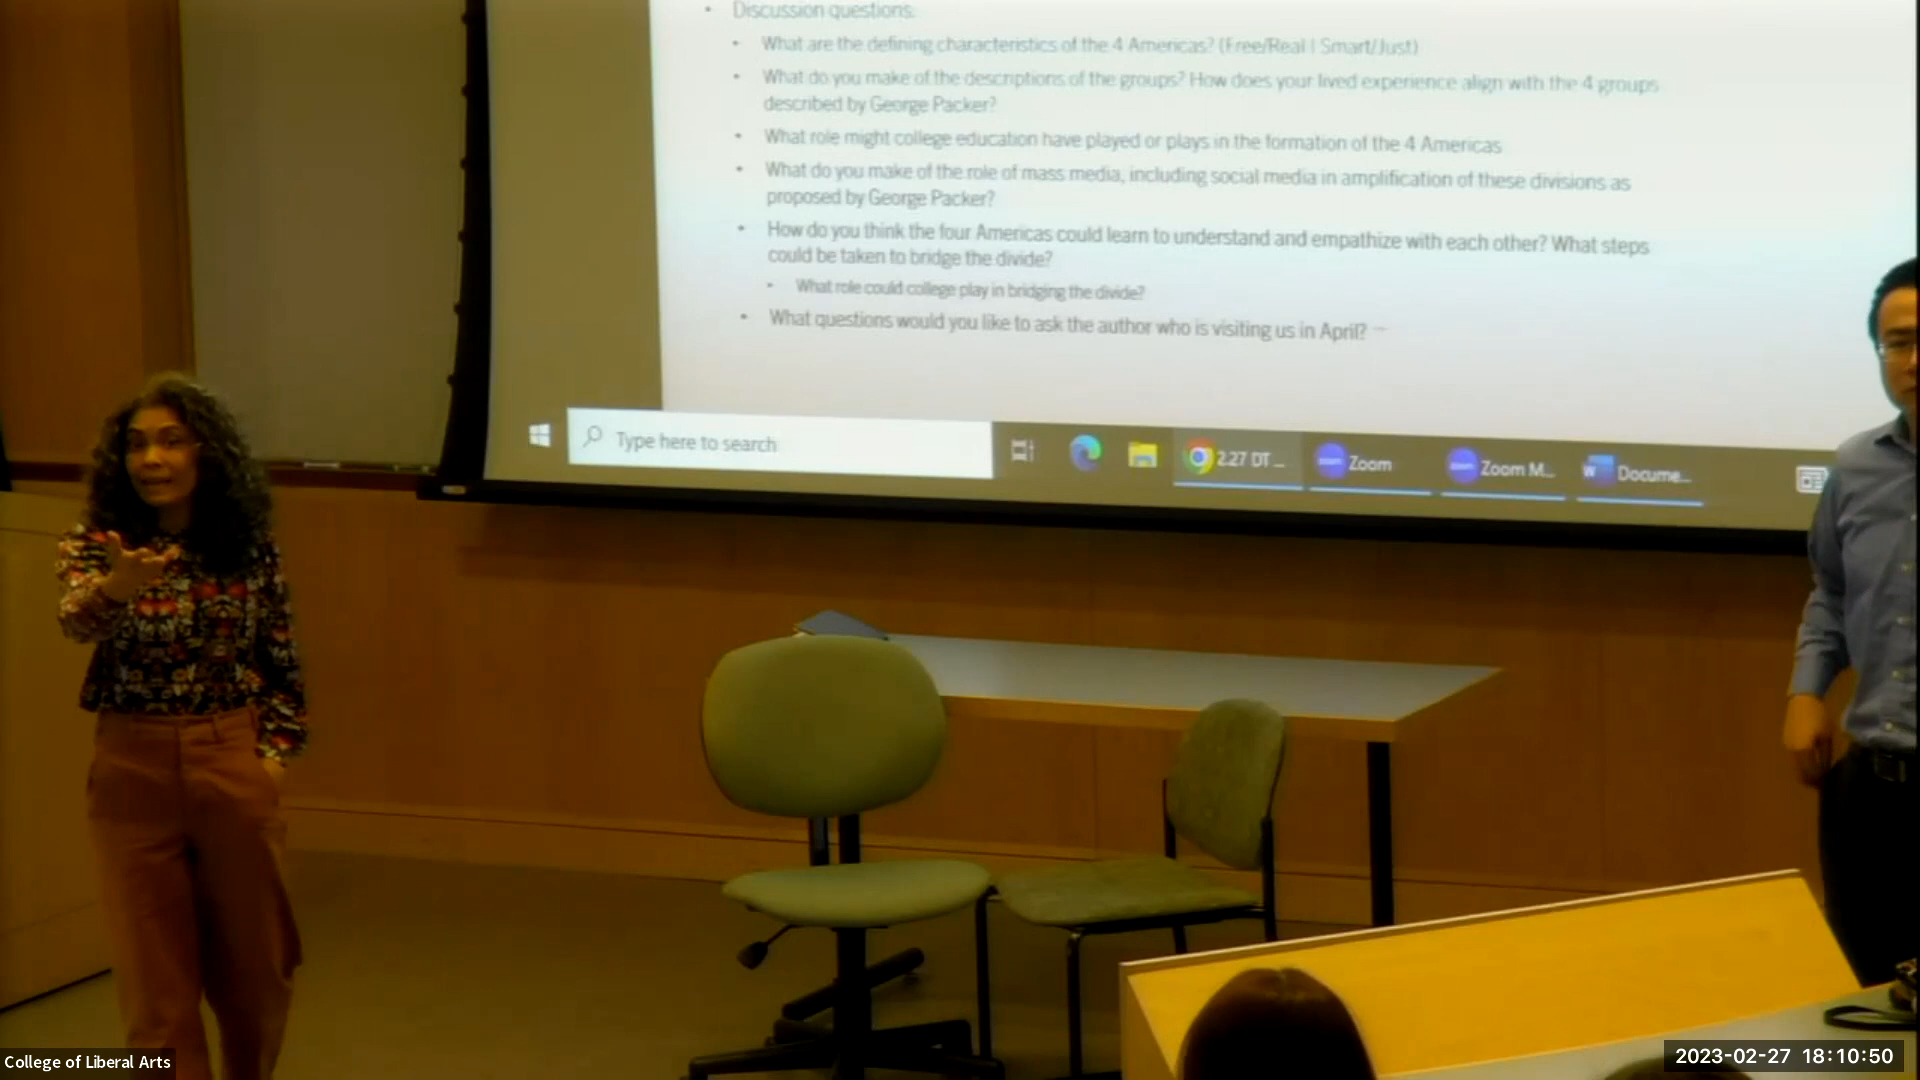 Discussion questions:
What are the defining characteristics of the 4 Americas? (Free/Real | Smart/Just)
What do you make of the descriptions of the groups? How does your lived experience align with the 4 groups
described by George Packer?
What role might college education have played or plays in the formation of the 4 Americas
What do you make of the role of mass media, including social media in amplification of these divisions as
proposed by George Packer?
How do you think the four Americas could learn to understand and empathize with each other? What steps
could be taken to bridge the divide?
What role could college play in bridging the divide?
What questions would you like to ask the author who is visiting us in April?
Type here to search
2.27 DT ...
Zoom
Zoom M...
Docume...
College of Liberal Arts
2023-02-27 18:10:50